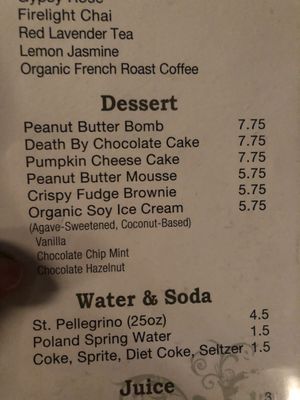 Gypsy Rose
Firelight Chai
Red Lavender Tea
Lemon Jasmine
Organic French Roast Coffee
Dessert
Peanut Butter Bomb 7.75
Death By Chocolate Cake 7.75
Pumpkin Cheese Cake 7.75
Peanut Butter Mousse 5.75
Crispy Fudge Brownie 5.75
Organic Soy Ice Cream 5.75
(Agave-Sweetened, Coconut-Based)
Vanilla
Chocolate Chip Mint
Chocolate Hazelnut
Water & Soda
St. Pellegrino (25oz) 4.5
Poland Spring Water 1.5
Coke, Sprite, Diet Coke, Seltzer 1.5
Juice